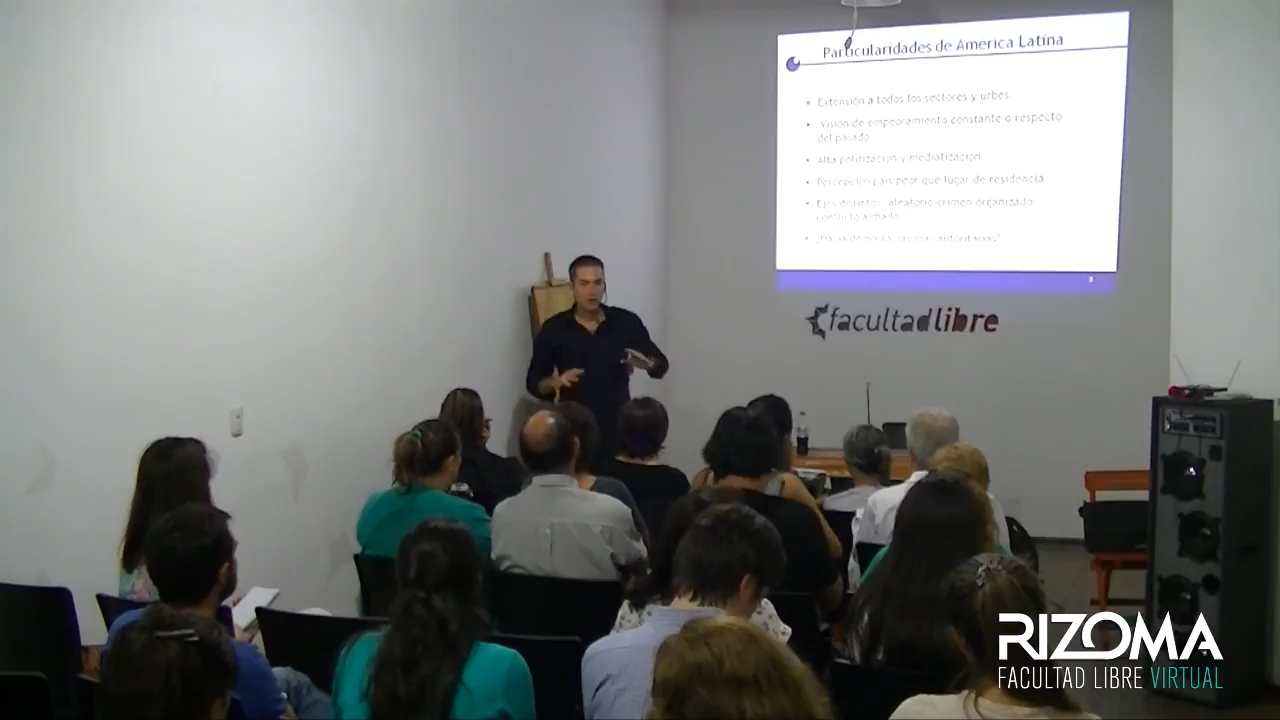 Particularidades de America Latina
• Extensión a todos los sectores y urbes.
• Visión de empeoramiento constante o respecto
del pasado
• Alta politización y mediatización
• Percepción país peor que lugar de residencia
• Ejes distintos: aleatorio-crimen organizado
conflicto armado
8
facultadlibre
RIZOMA
FACULTAD LIBRE VIRTUAL